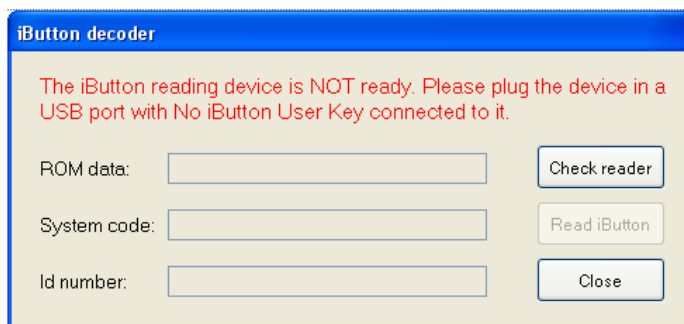 iButton decoder
The iButton reading device is NOT ready. Please plug the device in a
USB port with No iButton User Key connected to it.
ROM data:
Check reader
System code:
Read iButton
Id number:
Close